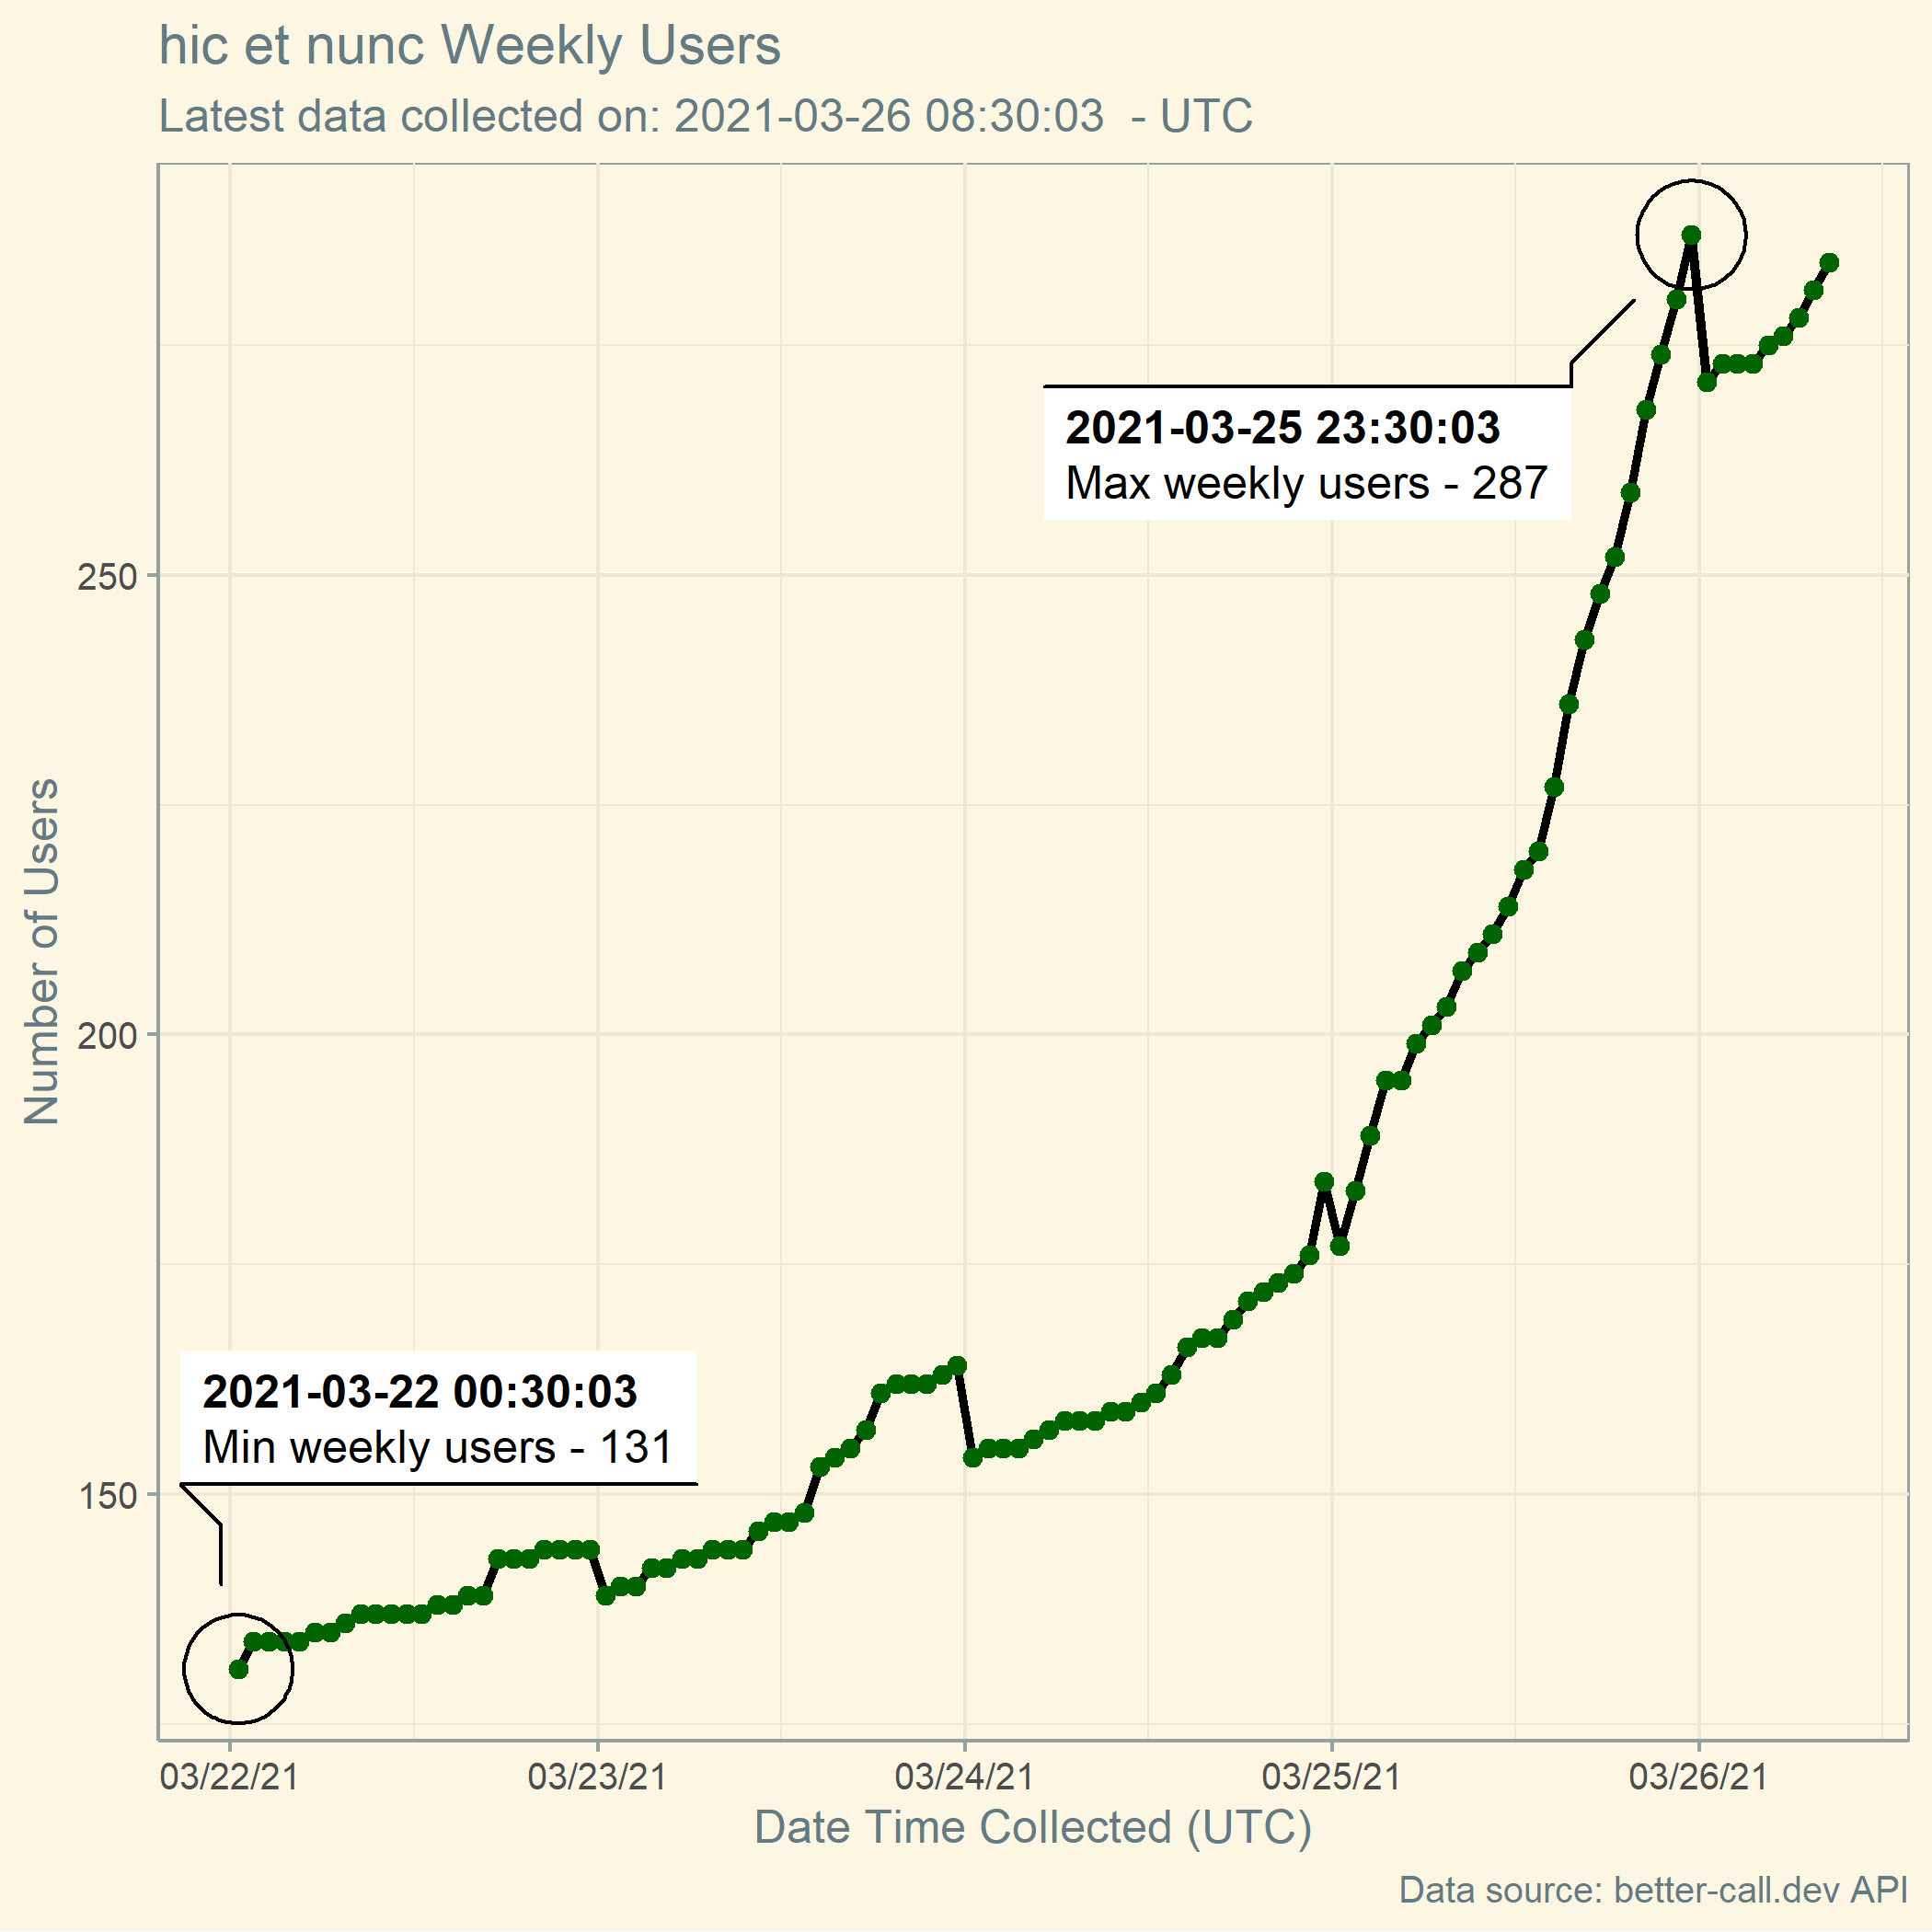 hic et nunc Weekly Users
Latest data collected on: 2021-03-26 08:30:03  - UTC
2021-03-25 23:30:03
Max weekly users - 287
250
Number of Users
200
2021-03-22 00:30:03
Min weekly users - 131
150
03/22/21 03/23/21 03/24/21 03/25/21 03/26/21
Date Time Collected (UTC)
Data source: better-call.dev API